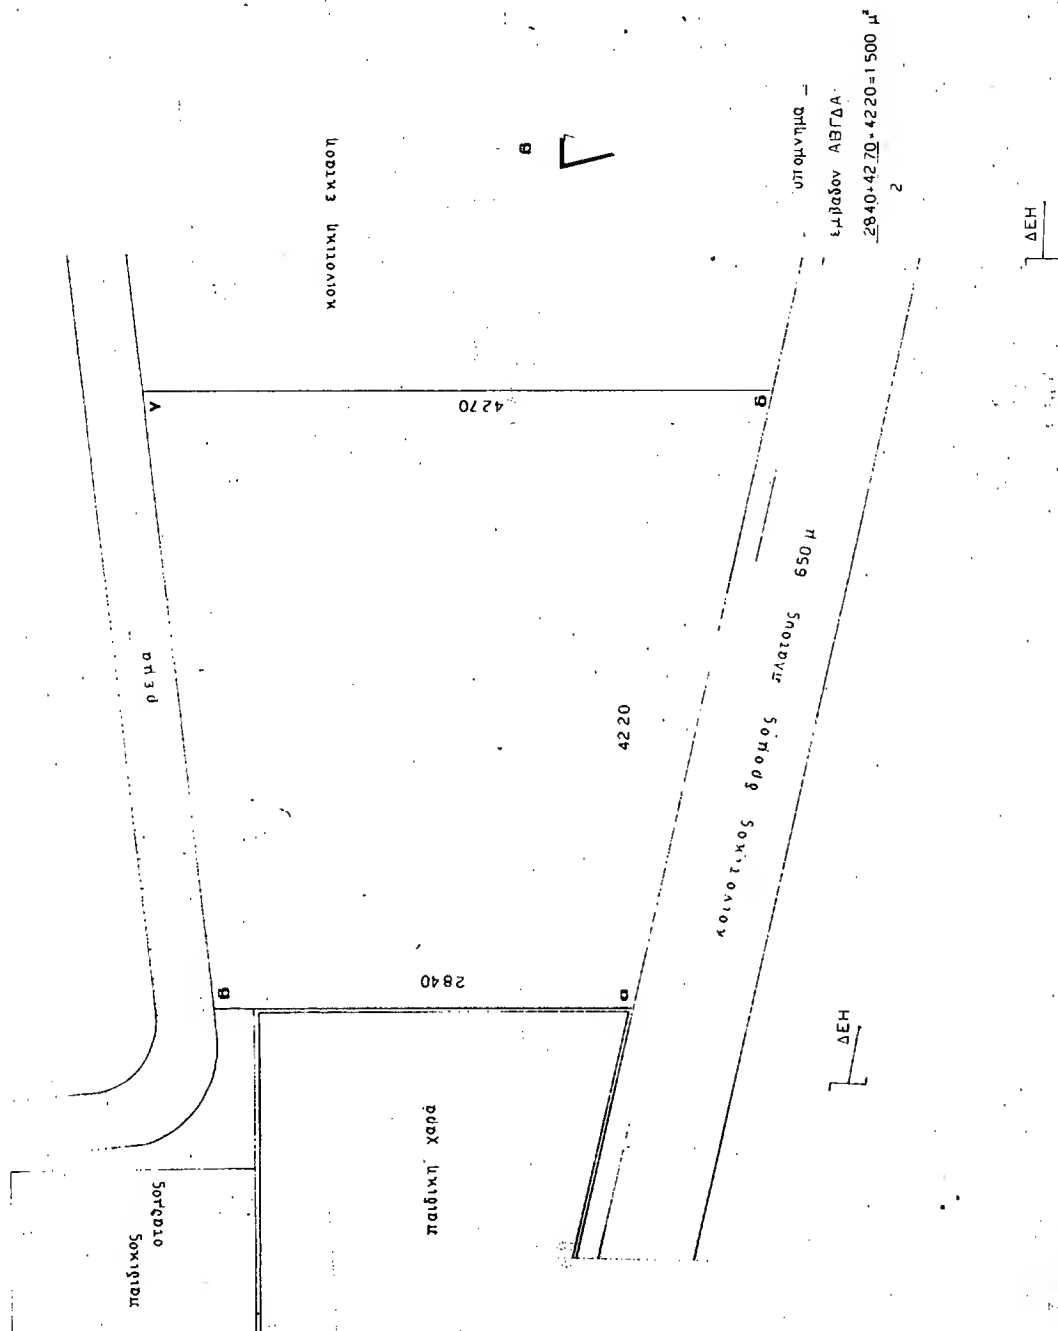 κοινοτικη εκταση
Β
υπομνημα
εμβαδον ΑΒΓΔΑ
2840+4270×4220=1500 μ²
2
ΔΕΗ
γ
4270
δ
ρεμα
4220
κοινοτικος δρομος πλατους 650 μ
β
2840
α
ΔΕΗ
παιδικη χαρά
παιδικος
σταθμος